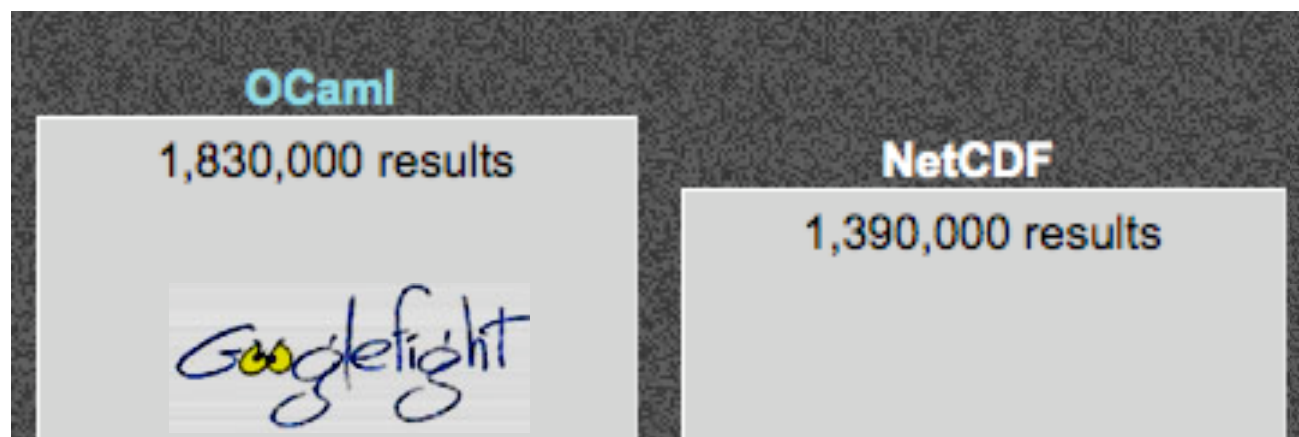 OCaml
1,830,000 results
Googlefight
NetCDF
1,390,000 results